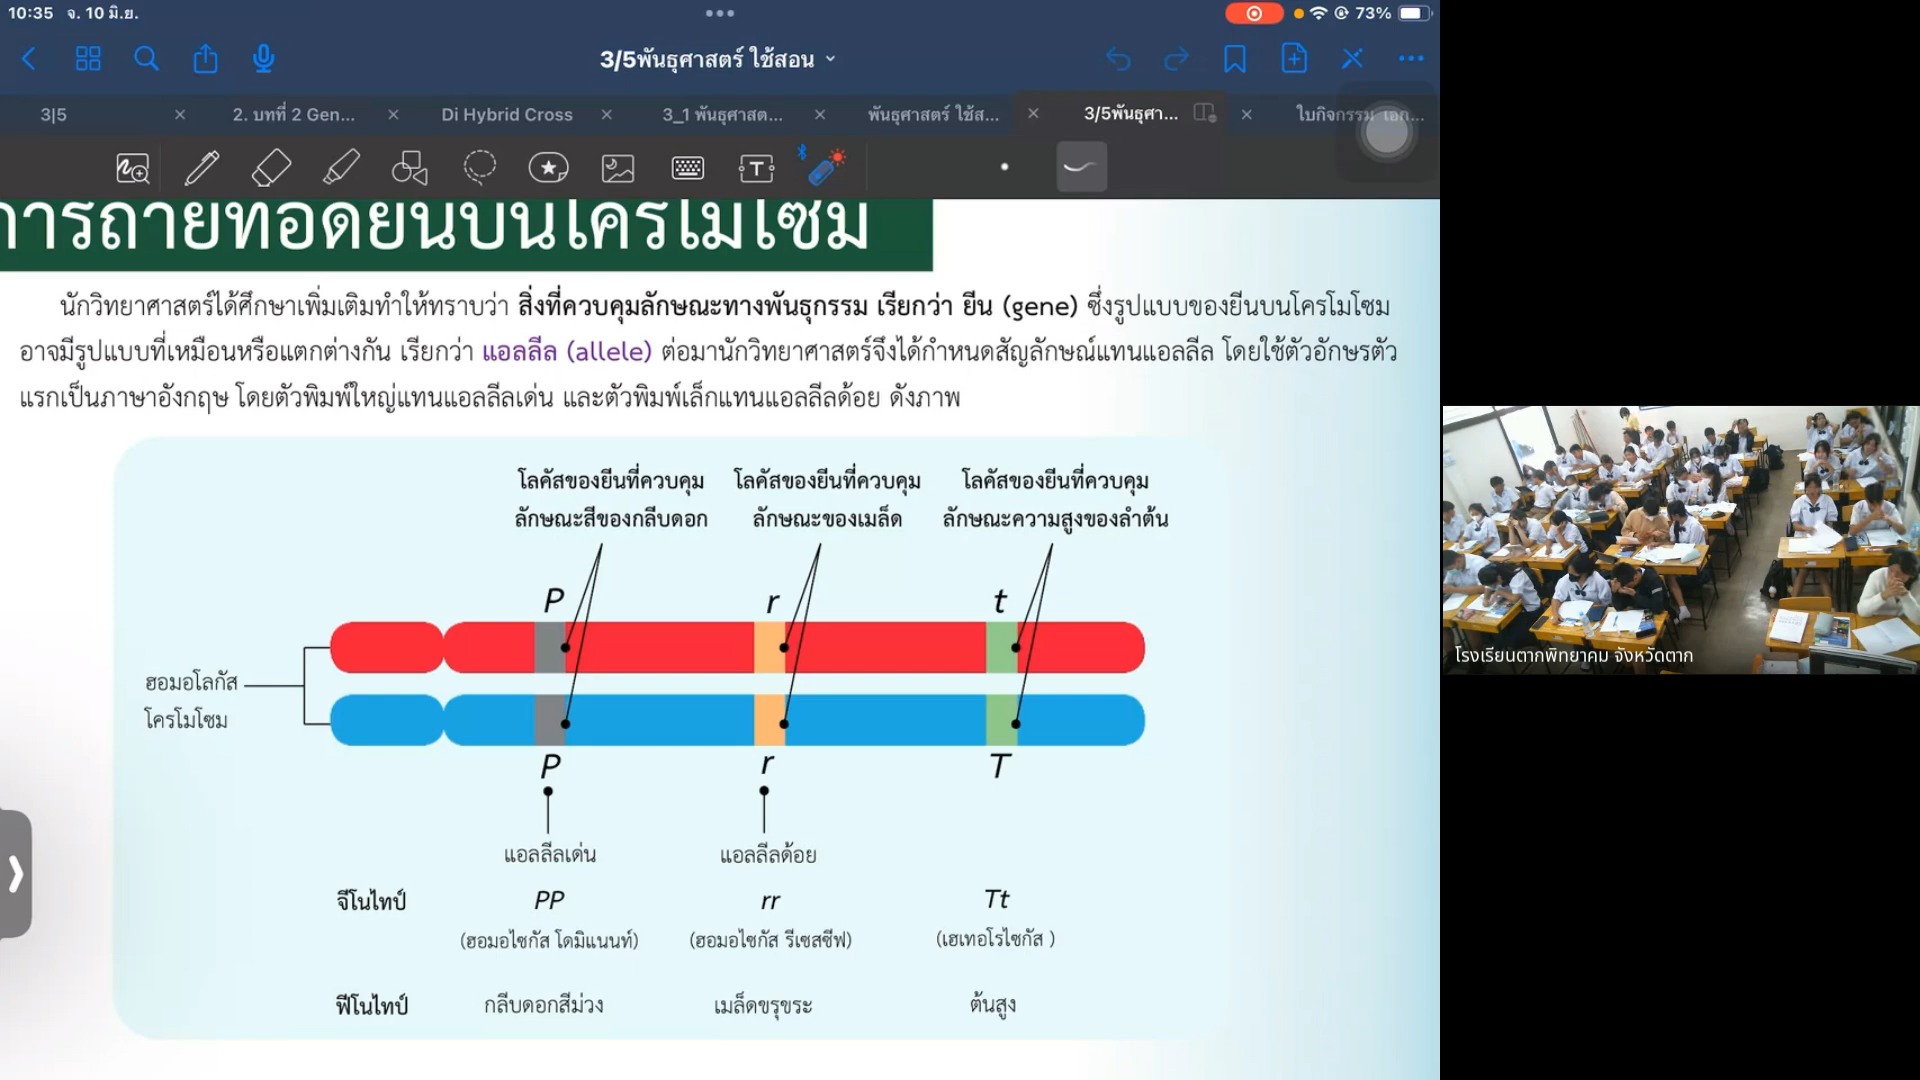 10:35 จ. 10 มิ.ย.
73%
3/5พันธุศาสตร์ ใช้สอน
3|5
2. บทที่ 2 Gen...
Di Hybrid Cross
3_1 พันธุศาสต...
พันธุศาสตร์ ใช้ส...
3/5พันธุศา...
ใบกิจกรรม เอก...
การถ่ายทอดยีนบนโครโมโซม
นักวิทยาศาสตร์ได้ศึกษาเพิ่มเติมทำให้ทราบว่า สิ่งที่ควบคุมลักษณะทางพันธุกรรม เรียกว่า ยีน (gene) ซึ่งรูปแบบของยีนบนโครโมโซม
อาจมีรูปแบบที่เหมือนหรือแตกต่างกัน เรียกว่า แอลลีล (allele) ต่อมานักวิทยาศาสตร์จึงได้กำหนดสัญลักษณ์แทนแอลลีล โดยใช้ตัวอักษรตัว
แรกเป็นภาษาอังกฤษ โดยตัวพิมพ์ใหญ่แทนแอลลีลเด่น และตัวพิมพ์เล็กแทนแอลลีลด้อย ดังภาพ
โลคัสของยีนที่ควบคุม
ลักษณะสีของกลีบดอก
โลคัสของยีนที่ควบคุม
ลักษณะของเมล็ด
โลคัสของยีนที่ควบคุม
ลักษณะความสูงของลำต้น
P r t
ฮอมอโลกัส
โครโมโซม
P r T
แอลลีลเด่น แอลลีลด้อย
จีโนไทป์ PP rr Tt
(ฮอมอไซกัส โดมิแนนท์) (ฮอมอไซกัส รีเซสซีฟ) (เฮเทอโรไซกัส )
ฟีโนไทป์ กลีบดอกสีม่วง เมล็ดขรุขระ ต้นสูง
โรงเรียนตากพิทยาคม จังหวัดตาก